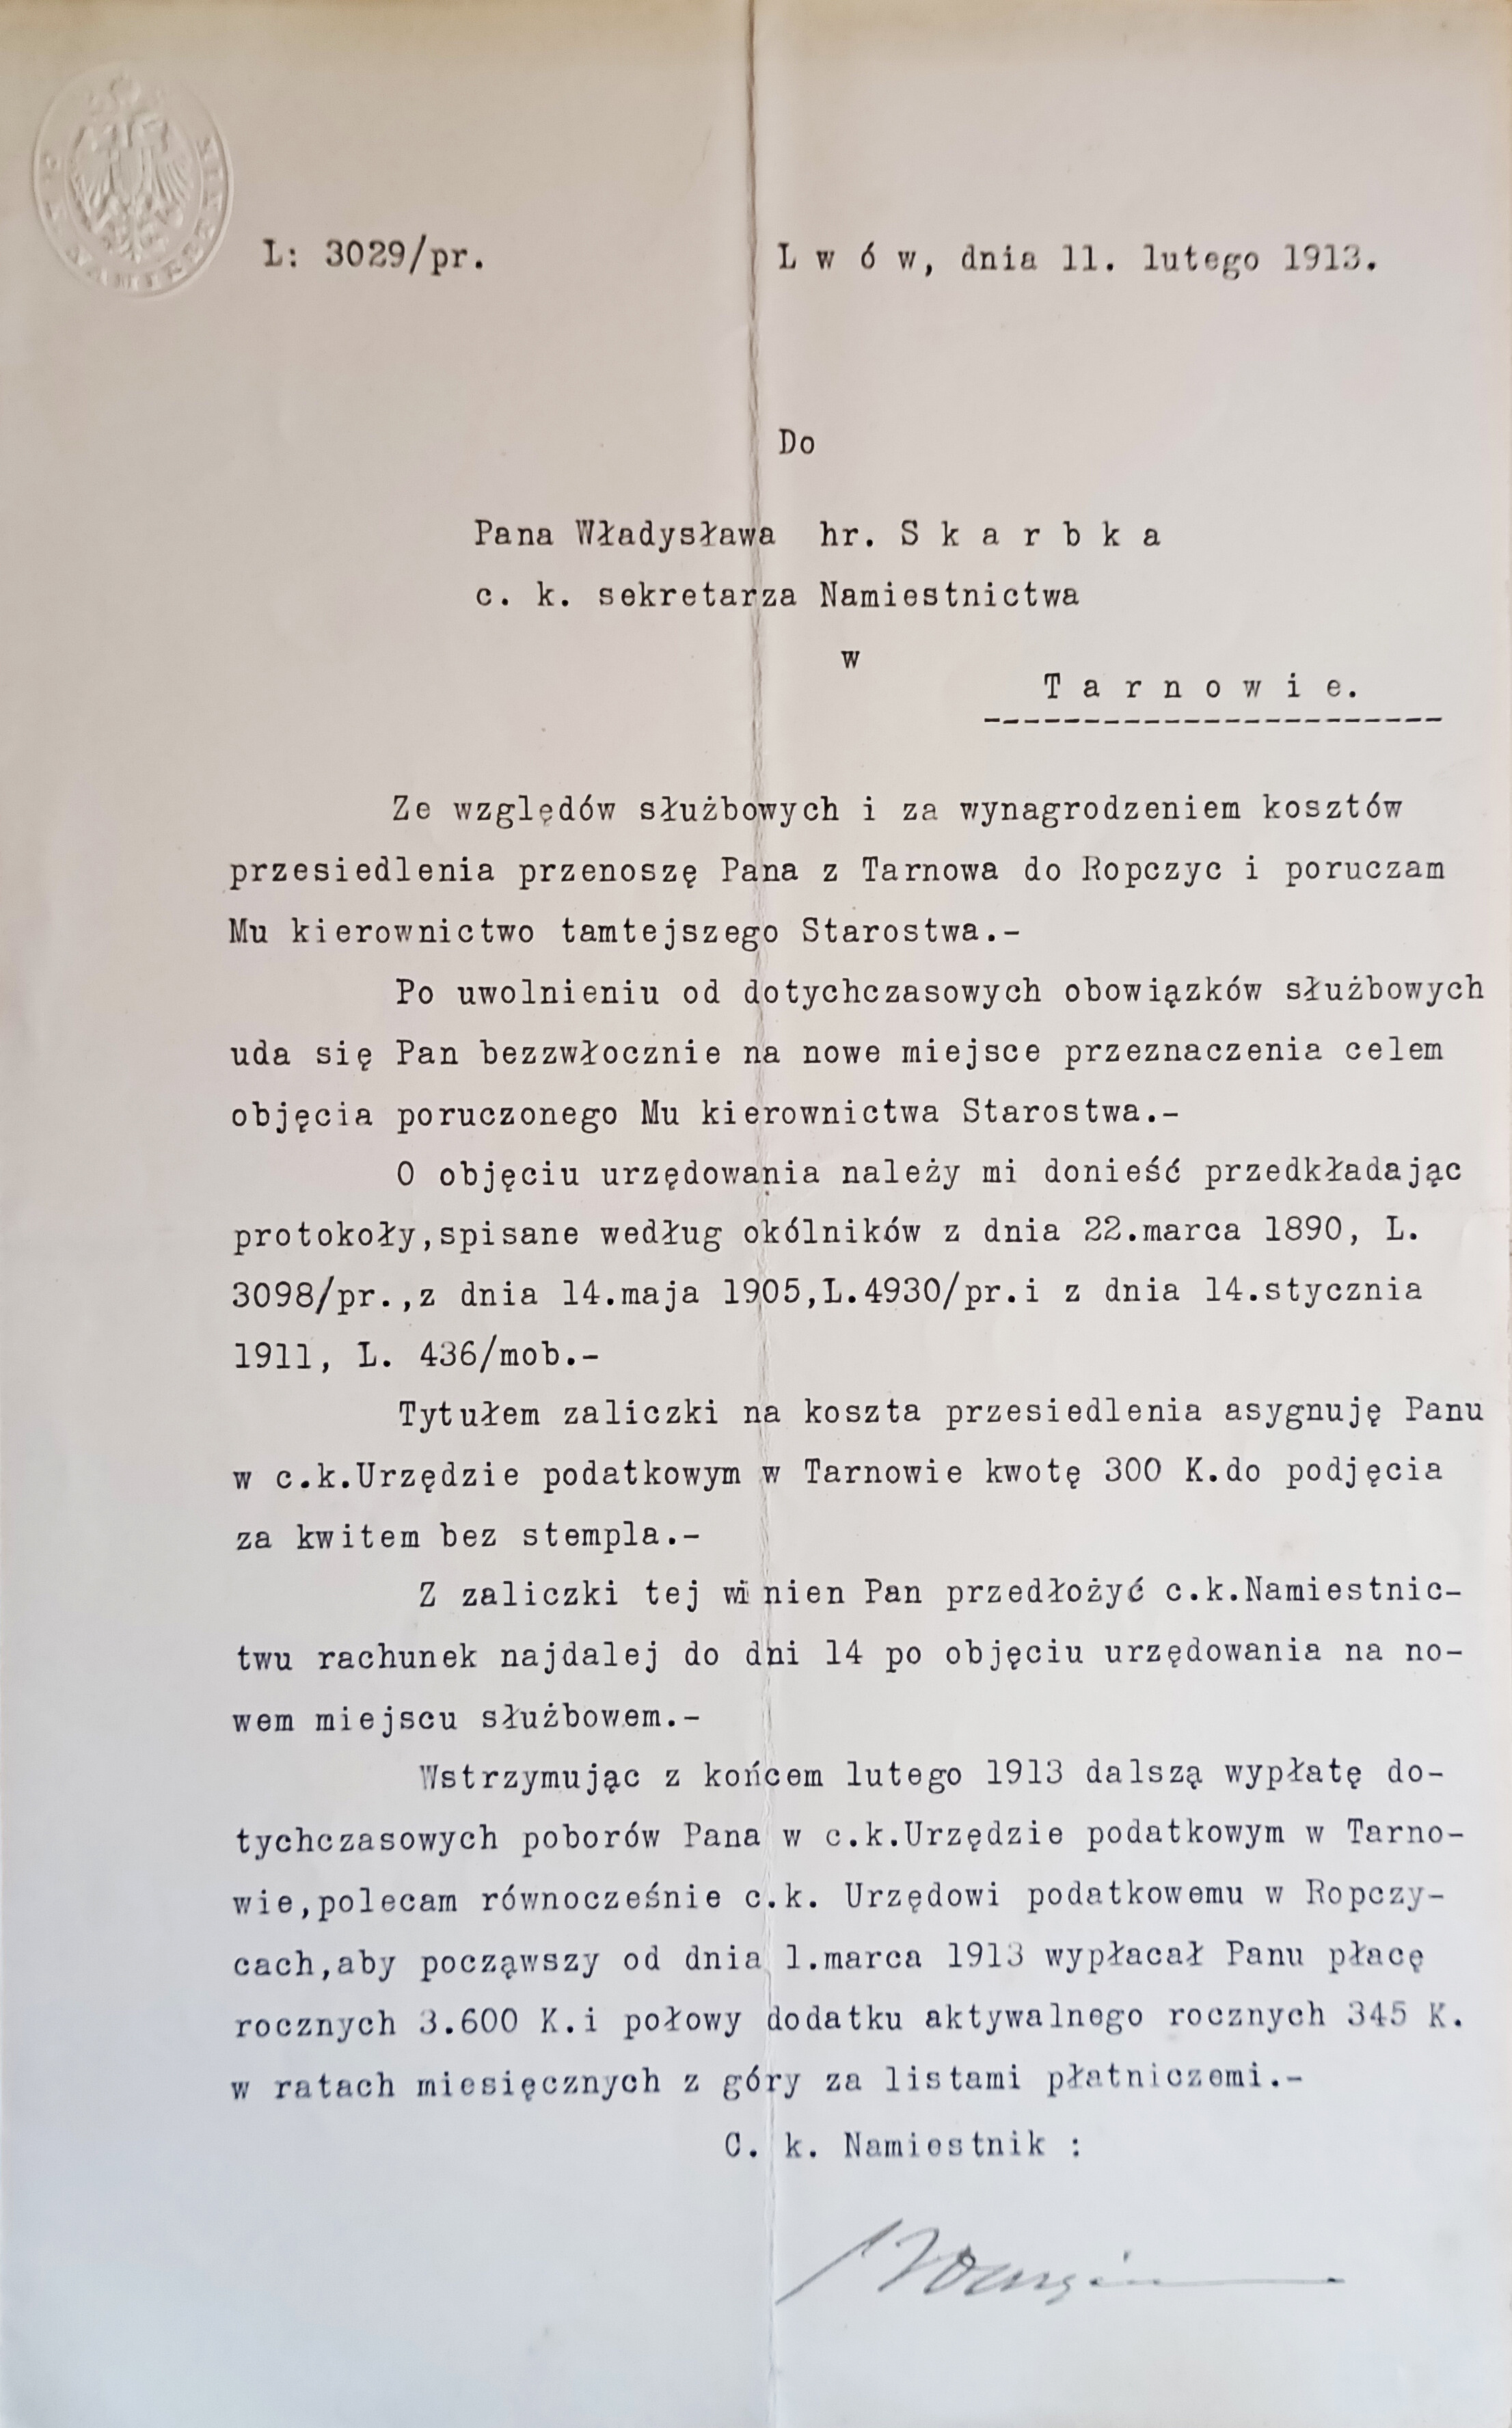 L: 3029/pr.
L w ó w, dnia 11. lutego 1913.
Do
Pana Władysława hr. S k a r b k a
c. k. sekretarza Namiestnictwa
w
T a r n o w i e.
Ze względów służbowych i za wynagrodzeniem kosztów
przesiedlenia przenoszę Pana z Tarnowa do Ropczyc i poruczam
Mu kierownictwo tamtejszego Starostwa.-
Po uwolnieniu od dotychczasowych obowiązków służbowych
uda się Pan bezzwłocznie na nowe miejsce przeznaczenia celem
objęcia poruczonego Mu kierownictwa Starostwa.-
O objęciu urzędowania należy mi donieść przedkładając
protokoły,spisane według okólników z dnia 22.marca 1890, L.
3098/pr.,z dnia 14.maja 1905,L.4930/pr.i z dnia 14.stycznia
1911, L. 436/mob.-
Tytułem zaliczki na koszta przesiedlenia asygnuję Panu
w c.k.Urzędzie podatkowym w Tarnowie kwotę 300 K.do podjęcia
za kwitem bez stempla.-
Z zaliczki tej winien Pan przedłożyć c.k.Namiestnic-
twu rachunek najdalej do dni 14 po objęciu urzędowania na no-
wem miejscu służbowem.-
Wstrzymując z końcem lutego 1913 dalszą wypłatę do-
tychczasowych poborów Pana w c.k.Urzędzie podatkowym w Tarno-
wie,polecam równocześnie c.k. Urzędowi podatkowemu w Ropczy-
cach,aby począwszy od dnia 1.marca 1913 wypłacał Panu płacę
rocznych 3.600 K.i połowy dodatku aktywalnego rocznych 345 K.
w ratach miesięcznych z góry za listami płatniczemi.-
C. k. Namiestnik :